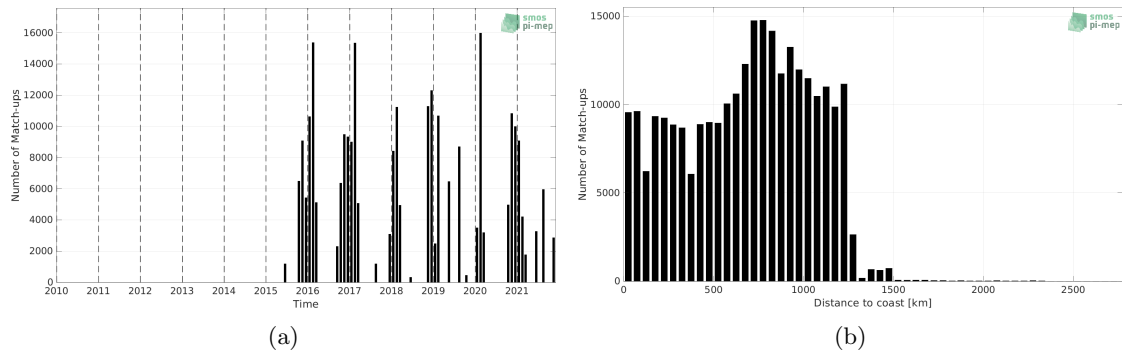 16000
14000
12000
10000
8000
6000
4000
2000
0
Number of Match-ups
2010 2011 2012 2013 2014 2015 2016 2017 2018 2019 2020 2021
Time
smos
pi-mep
(a)
15000
10000
5000
0
Number of Match-ups
0 500 1000 1500 2000 2500
Distance to coast [km]
smos
pi-mep
(b)